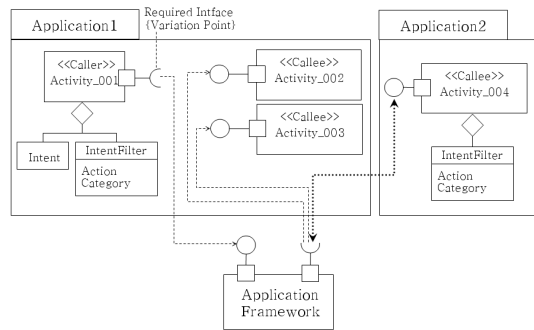 Required Intface
{Variation Point}
Application1
Application2
<<Caller>>
Activity_001
<<Callee>>
Activity_002
<<Callee>>
Activity_003
<<Callee>>
Activity_004
Intent
IntentFilter
Action
Category
IntentFilter
Action
Category
Application
Framework